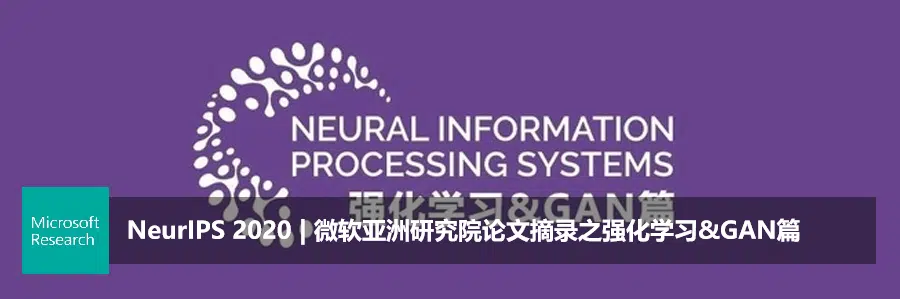 NEURAL INFORMATION
PROCESSING SYSTEMS
强化学习&GAN篇
Microsoft
Research
NeurIPS 2020 | 微软亚洲研究院论文摘录之强化学习&GAN篇